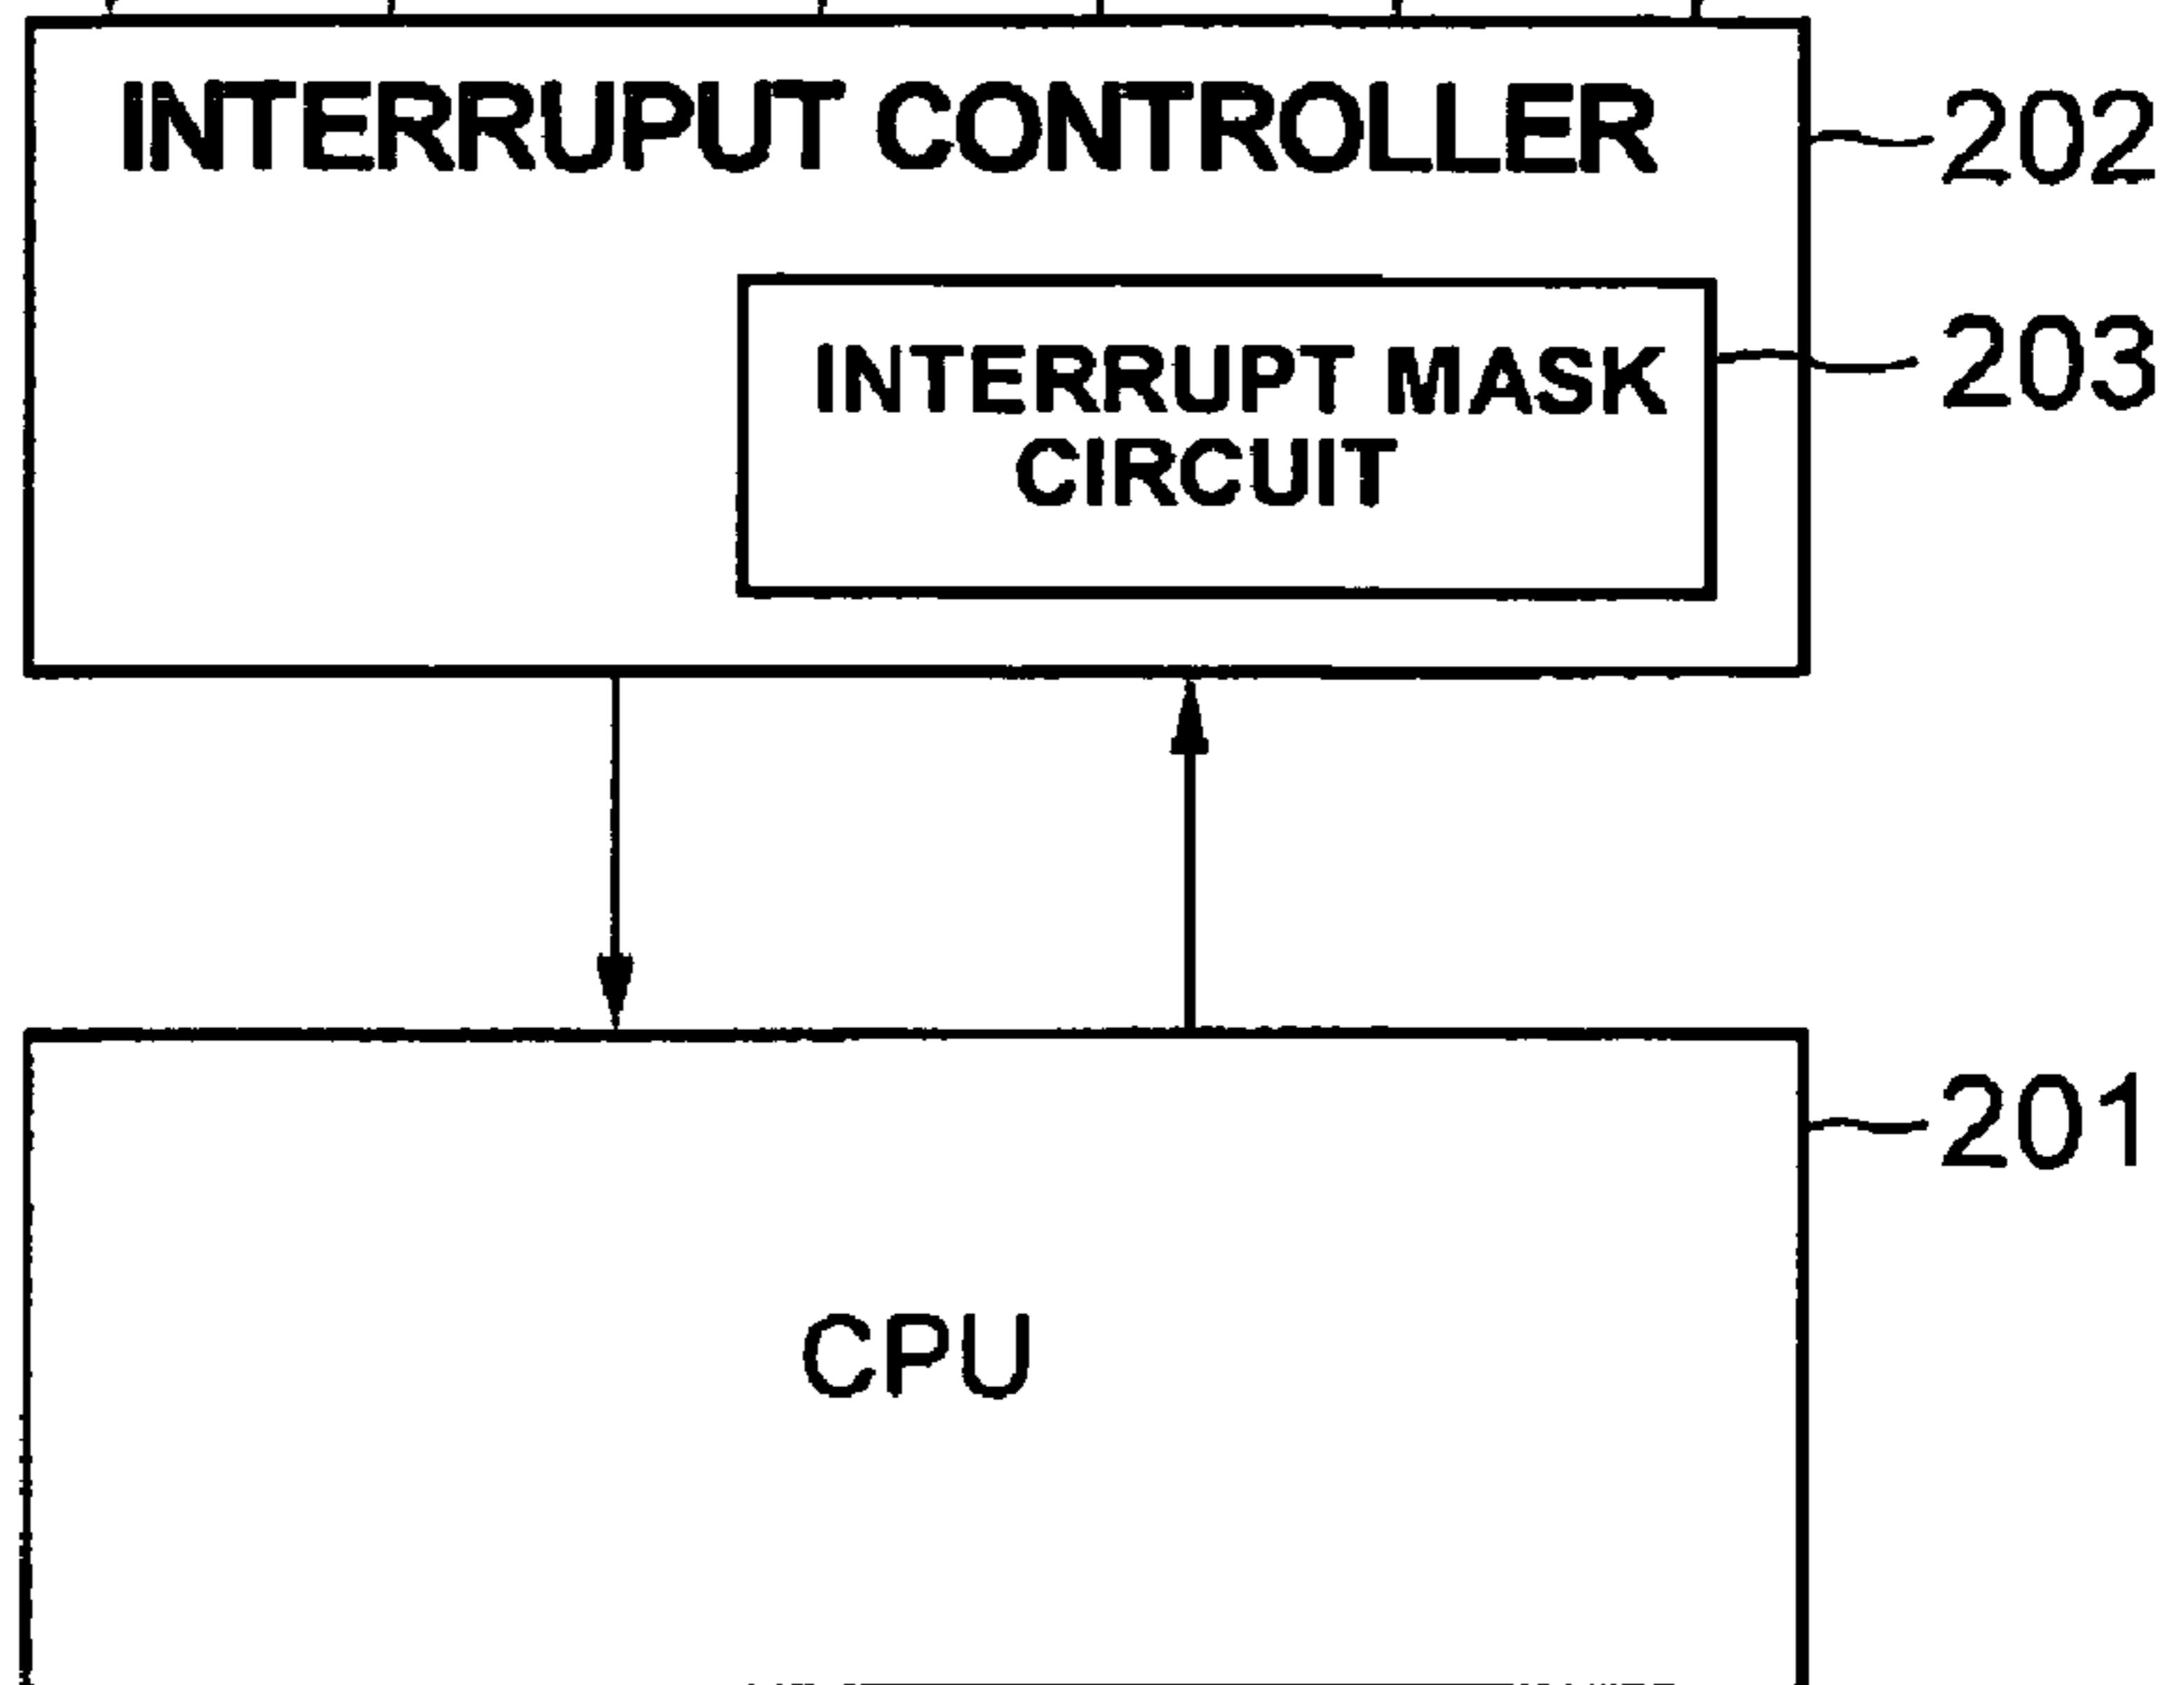 INTERRUPUT CONTROLLER
202
INTERRUPT MASK
CIRCUIT
203
201
CPU